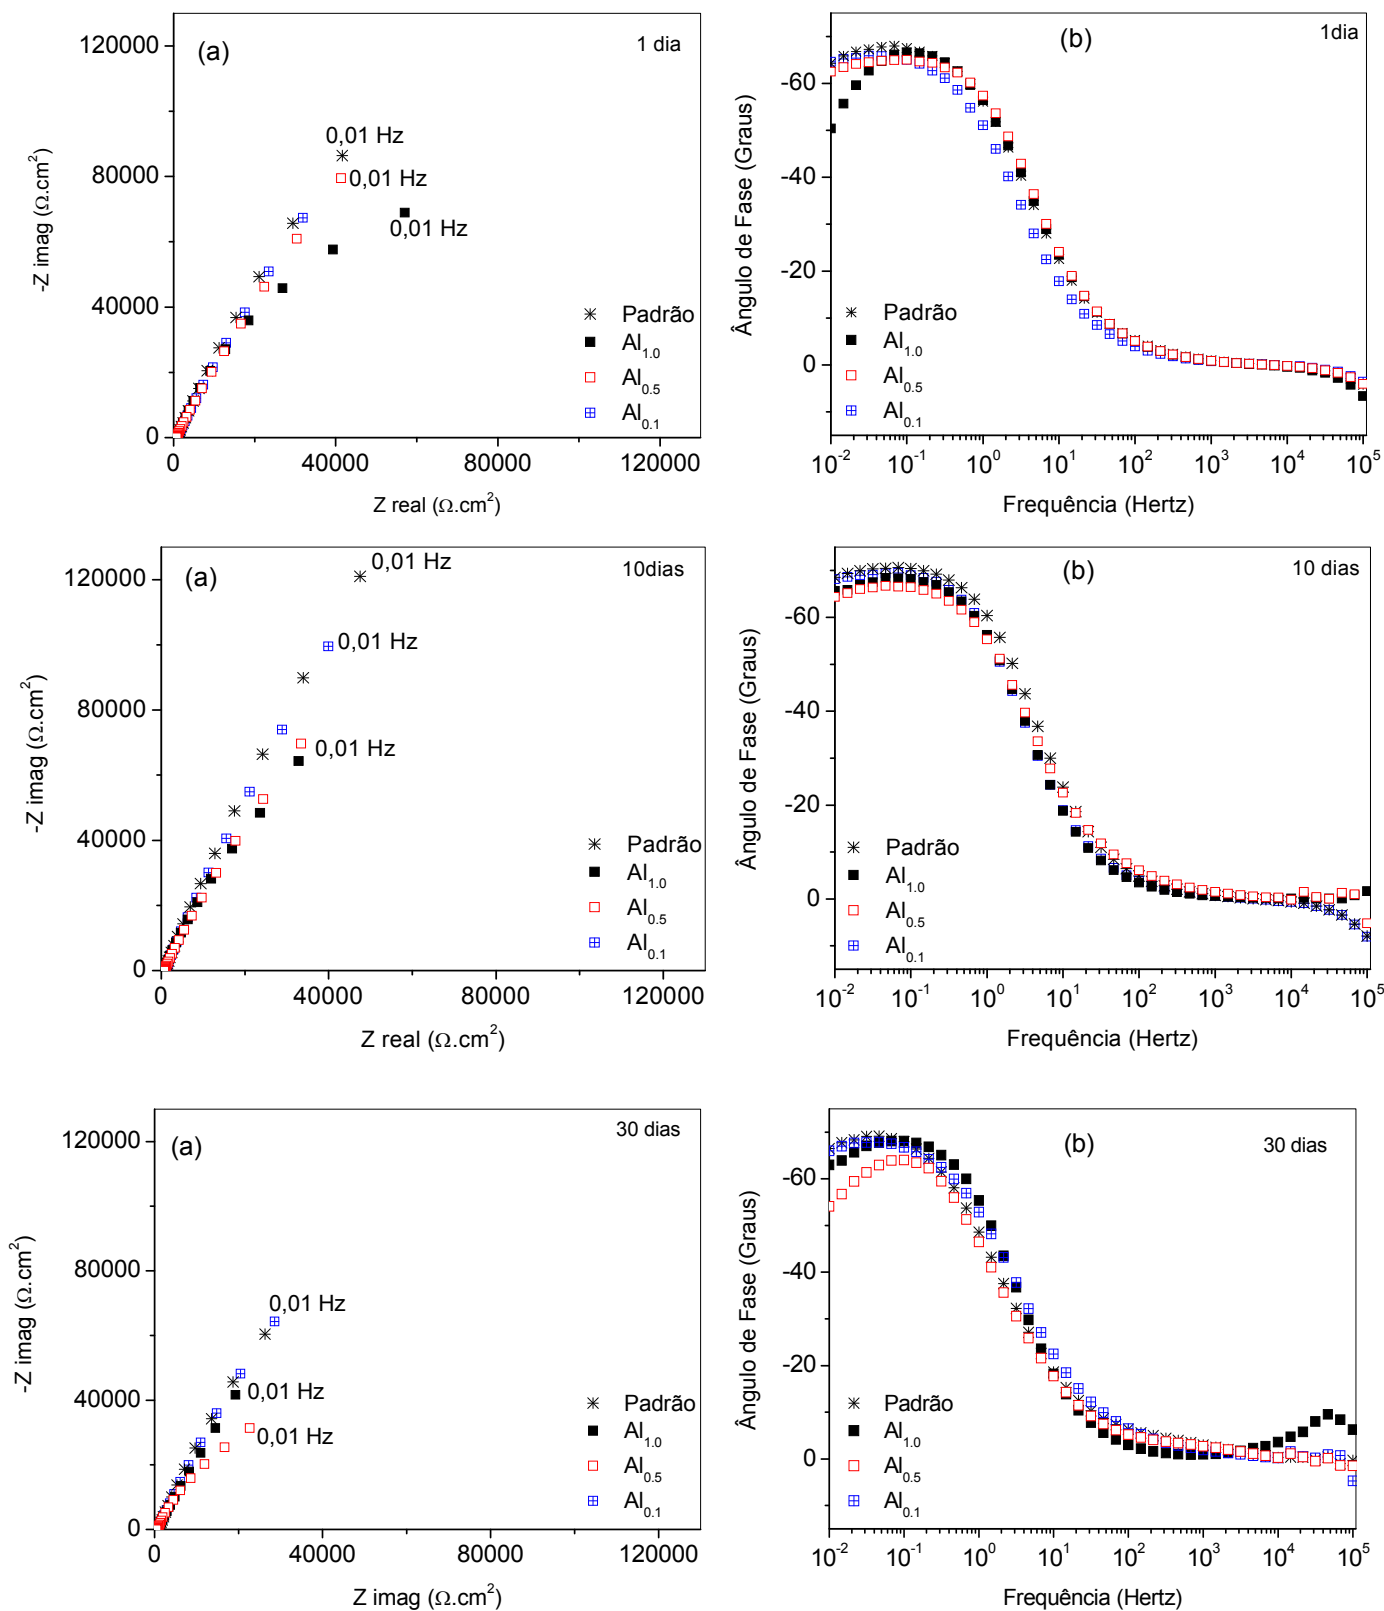 (a)
1 dia
120000
80000
40000
0
-Z imag (Ω.cm²)
0,01 Hz
0,01 Hz
0,01 Hz
Padrão
Al₁.₀
Al₀.₅
Al₀.₁
0 40000 80000 120000
Z real (Ω.cm²)
(b)
1dia
-60
-40
-20
0
Ângulo de Fase (Graus)
Padrão
Al₁.₀
Al₀.₅
Al₀.₁
10⁻² 10⁻¹ 10⁰ 10¹ 10² 10³ 10⁴ 10⁵
Frequência (Hertz)
(a)
10dias
120000
80000
40000
0
-Z imag (Ω.cm²)
0,01 Hz
0,01 Hz
0,01 Hz
Padrão
Al₁.₀
Al₀.₅
Al₀.₁
0 40000 80000 120000
Z real (Ω.cm²)
(b)
10 dias
-60
-40
-20
0
Ângulo de Fase (Graus)
Padrão
Al₁.₀
Al₀.₅
Al₀.₁
10⁻² 10⁻¹ 10⁰ 10¹ 10² 10³ 10⁴ 10⁵
Frequência (Hertz)
(a)
30 dias
120000
80000
40000
0
-Z imag (Ω.cm²)
0,01 Hz
0,01 Hz
0,01 Hz
Padrão
Al₁.₀
Al₀.₅
Al₀.₁
0 40000 80000 120000
Z imag (Ω.cm²)
(b)
30 dias
-60
-40
-20
0
Ângulo de Fase (Graus)
Padrão
Al₁.₀
Al₀.₅
Al₀.₁
10⁻² 10⁻¹ 10⁰ 10¹ 10² 10³ 10⁴ 10⁵
Frequência (Hertz)